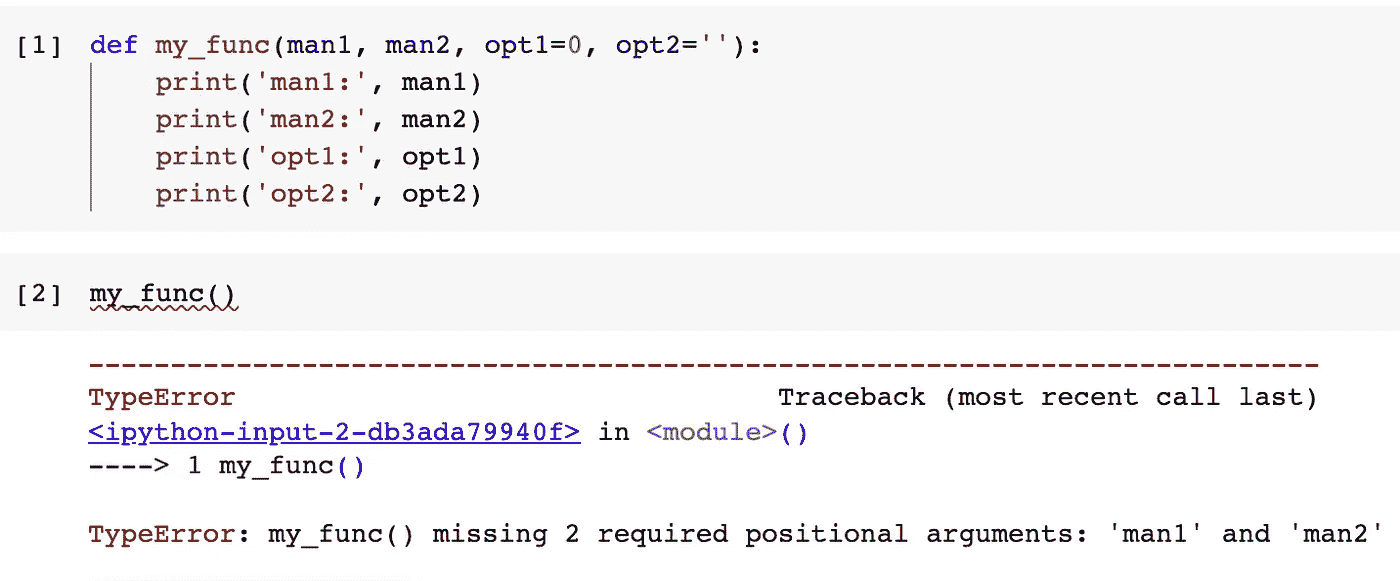 [1] def my_func(man1, man2, opt1=0, opt2=''):
        print('man1:', man1)
        print('man2:', man2)
        print('opt1:', opt1)
        print('opt2:', opt2)
[2] my_func()
---------------------------------------------------------------------------
TypeError                                 Traceback (most recent call last)
<ipython-input-2-db3ada79940f> in <module>()
----> 1 my_func()
TypeError: my_func() missing 2 required positional arguments: 'man1' and 'man2'